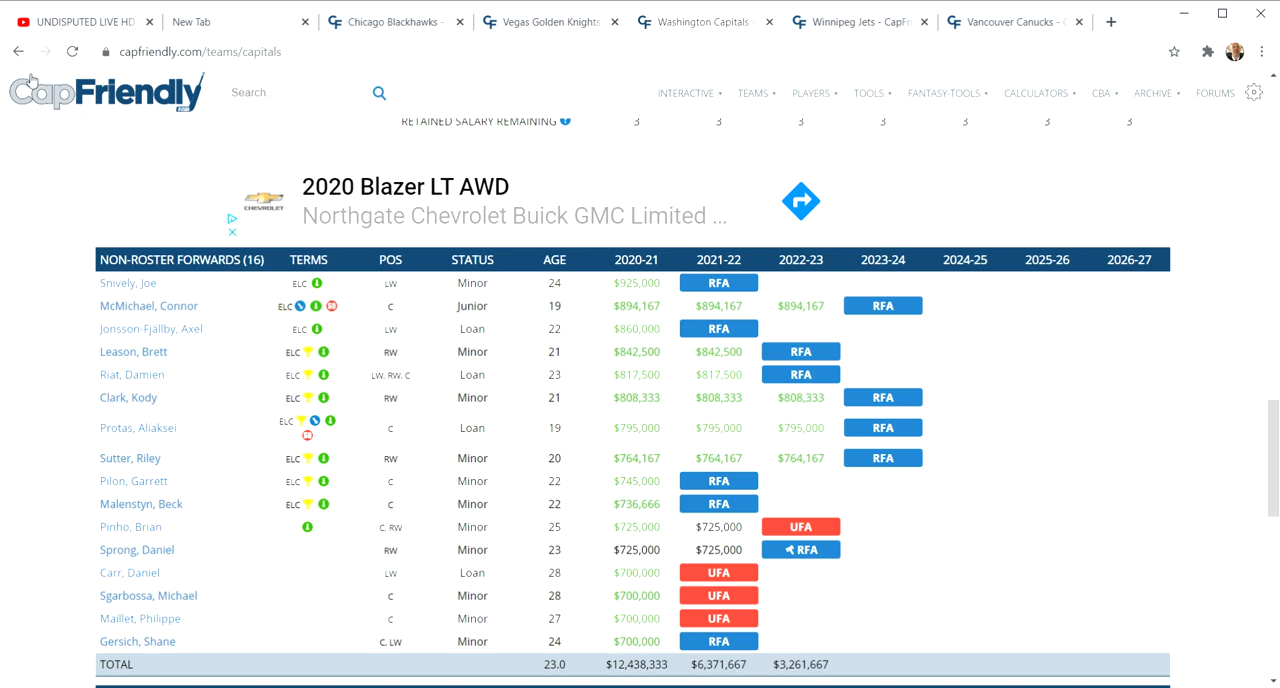 UNDISPUTED LIVE HD
New Tab
Chicago Blackhawks -
Vegas Golden Knights
Washington Capitals -
Winnipeg Jets - CapFri
Vancouver Canucks - C
capfriendly.com/teams/capitals
CapFriendly
Search
INTERACTIVE TEAMS PLAYERS TOOLS FANTASY-TOOLS CALCULATORS CBA ARCHIVE FORUMS
RETAINED SALARY REMAINING 3 3 3 3 3 3 3
2020 Blazer LT AWD
CHEVROLET
Northgate Chevrolet Buick GMC Limited ...
NON-ROSTER FORWARDS (16) TERMS POS STATUS AGE 2020-21 2021-22 2022-23 2023-24 2024-25 2025-26 2026-27
Snively, Joe ELC LW Minor 24 $925,000 RFA
McMichael, Connor ELC C Junior 19 $894,167 $894,167 $894,167 RFA
Jonsson-Fjällby, Axel ELC LW Loan 22 $860,000 RFA
Leason, Brett ELC RW Minor 21 $842,500 $842,500 RFA
Riat, Damien ELC LW, RW, C Loan 23 $817,500 $817,500 RFA
Clark, Kody ELC RW Minor 21 $808,333 $808,333 $808,333 RFA
Protas, Aliaksei ELC C Loan 19 $795,000 $795,000 $795,000 RFA
Sutter, Riley ELC RW Minor 20 $764,167 $764,167 $764,167 RFA
Pilon, Garrett ELC C Minor 22 $745,000 RFA
Malenstyn, Beck ELC C Minor 22 $736,666 RFA
Pinho, Brian C, RW Minor 25 $725,000 $725,000 UFA
Sprong, Daniel RW Minor 23 $725,000 $725,000 RFA
Carr, Daniel LW Loan 28 $700,000 UFA
Sgarbossa, Michael C Minor 28 $700,000 UFA
Maillet, Philippe C Minor 27 $700,000 UFA
Gersich, Shane C, LW Minor 24 $700,000 RFA
TOTAL 23.0 $12,438,333 $6,371,667 $3,261,667